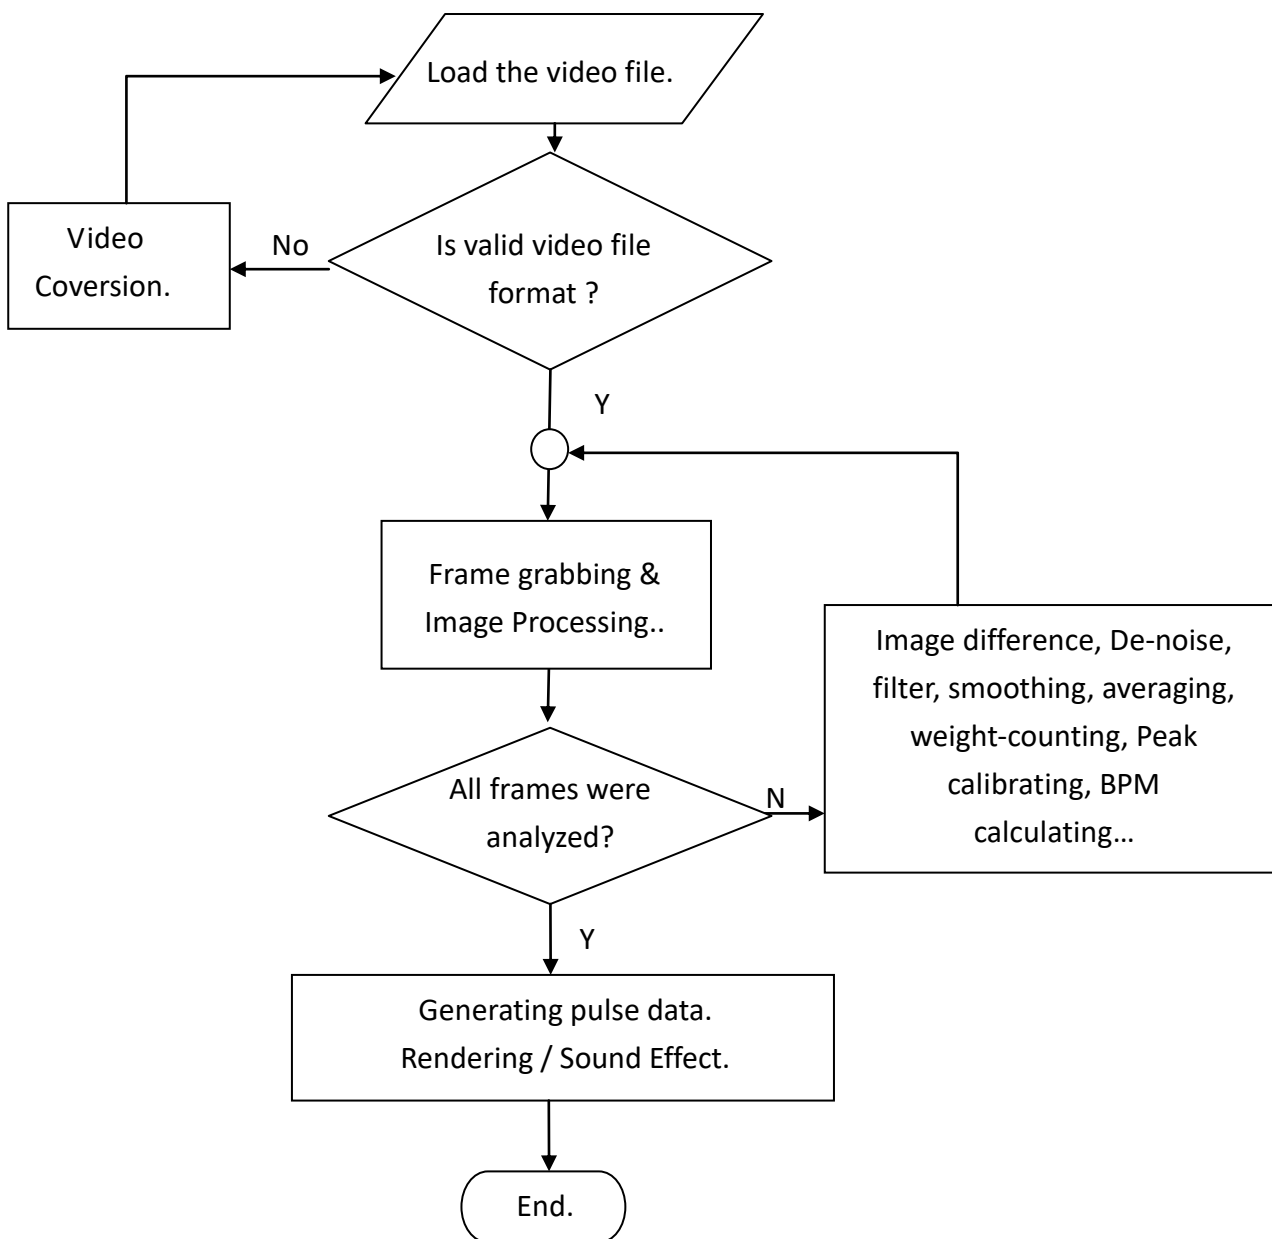 Load the video file.
Is valid video file
format ?
No
Video
Coversion.
Y
Frame grabbing &
Image Processing..
All frames were
analyzed?
N
Image difference, De-noise,
filter, smoothing, averaging,
weight-counting, Peak
calibrating, BPM
calculating...
Y
Generating pulse data.
Rendering / Sound Effect.
End.